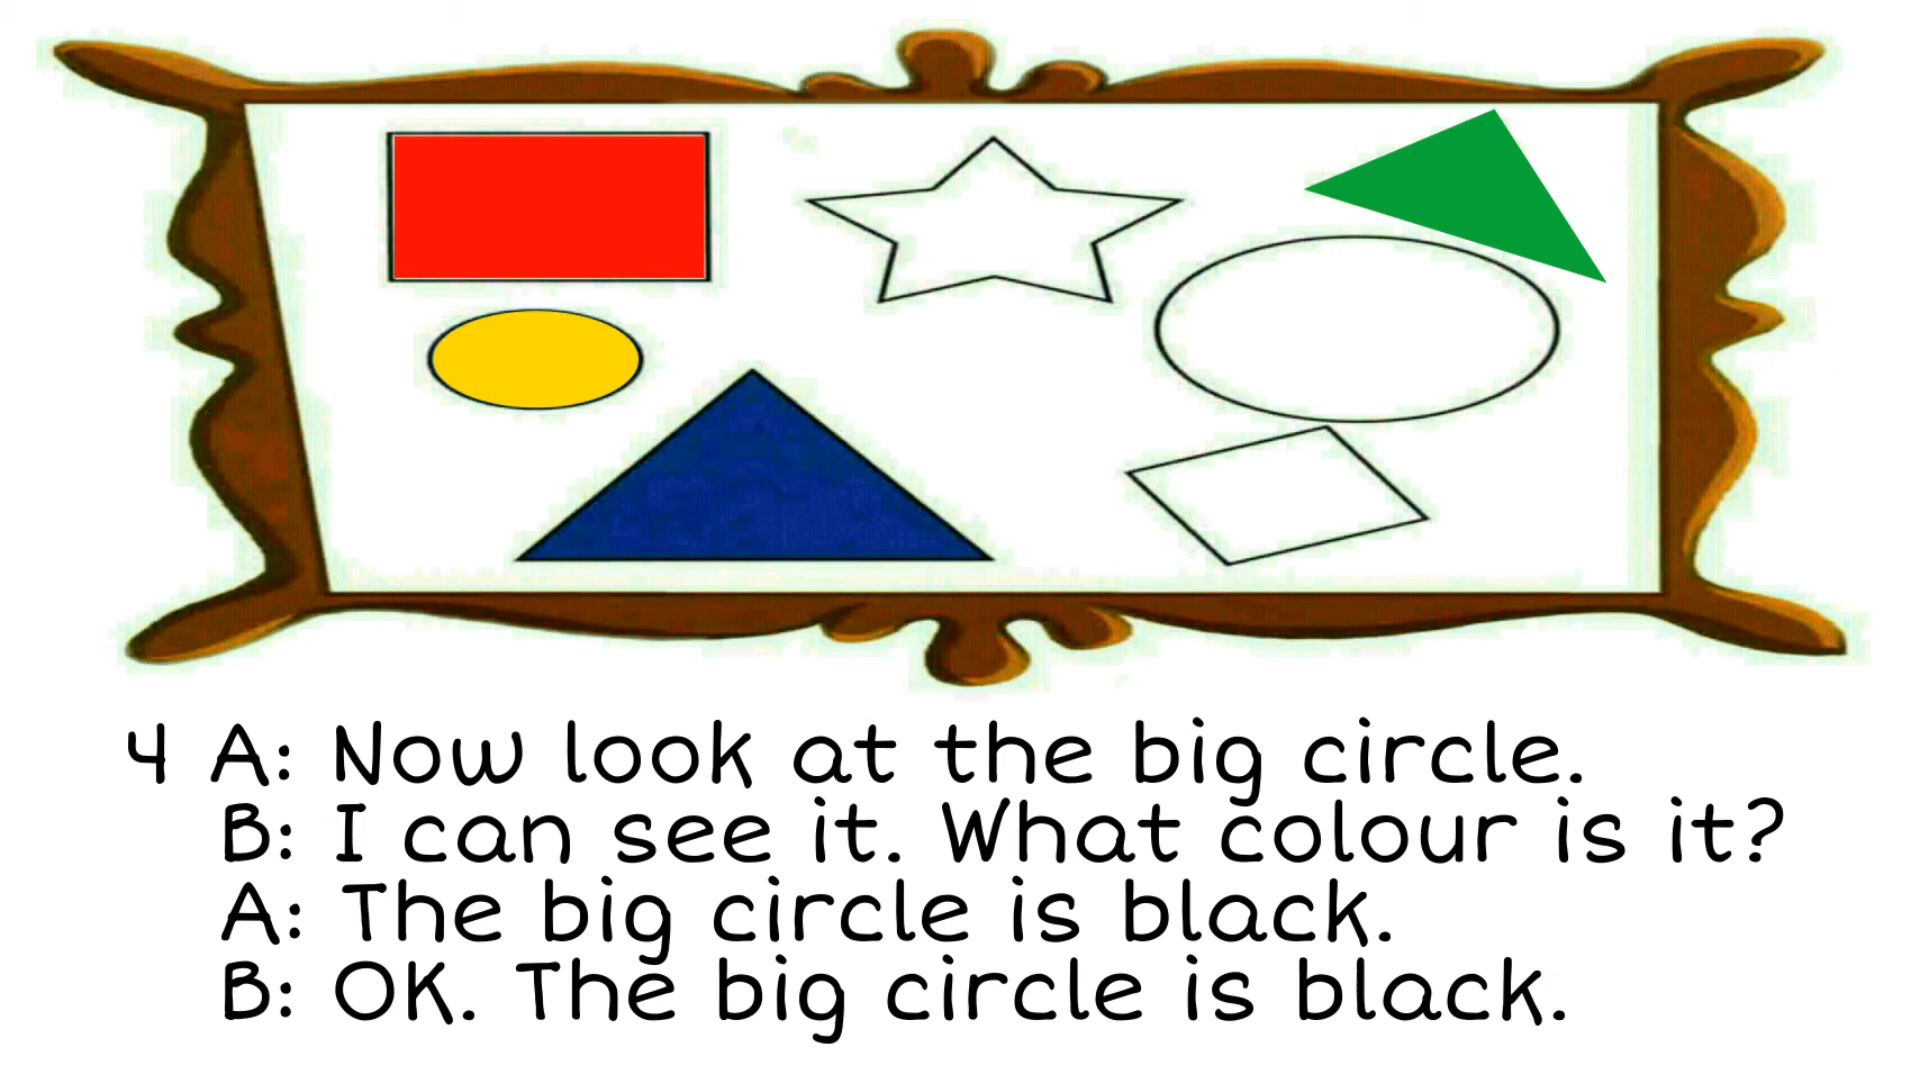 4 A: Now look at the big circle.
B: I can see it. What colour is it?
A: The big circle is black.
B: OK. The big circle is black.